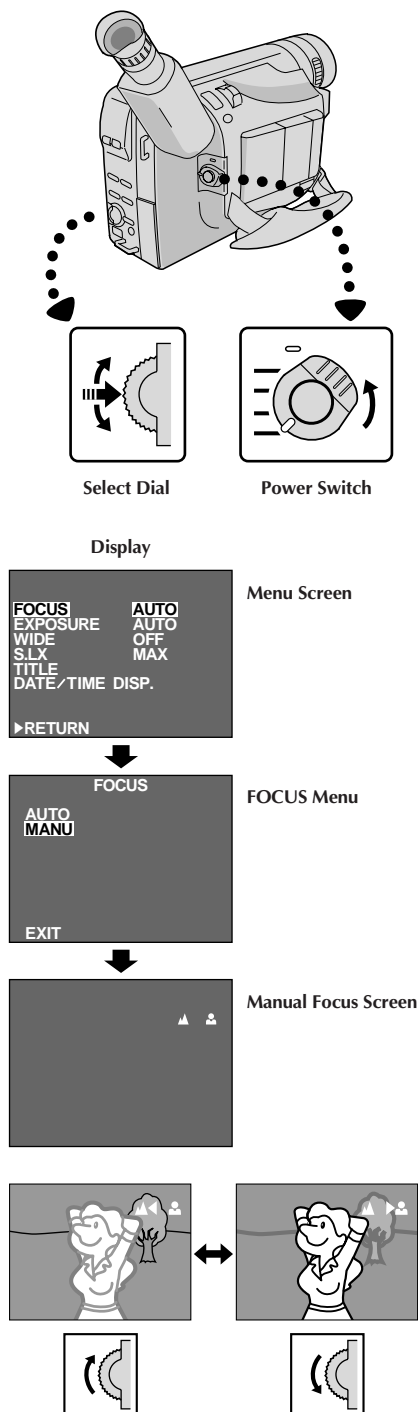 Select Dial
Power Switch
Display
FOCUS AUTO
EXPOSURE AUTO
WIDE OFF
S.LX MAX
TITLE
DATE/TIME DISP.
▶RETURN
Menu Screen
FOCUS
AUTO
MANU
EXIT
FOCUS Menu
Manual Focus Screen